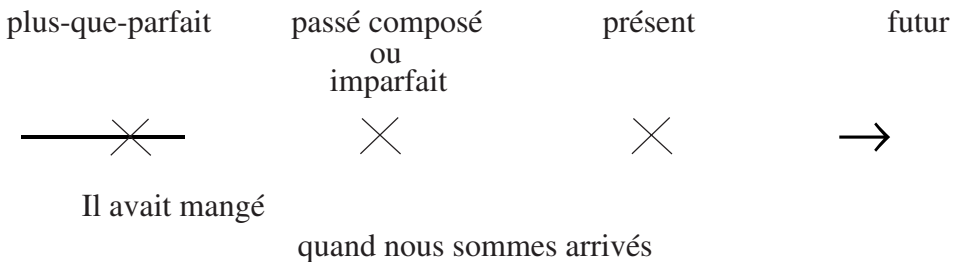 plus-que-parfait passé composé présent futur
ou
imparfait
Il avait mangé
quand nous sommes arrivés